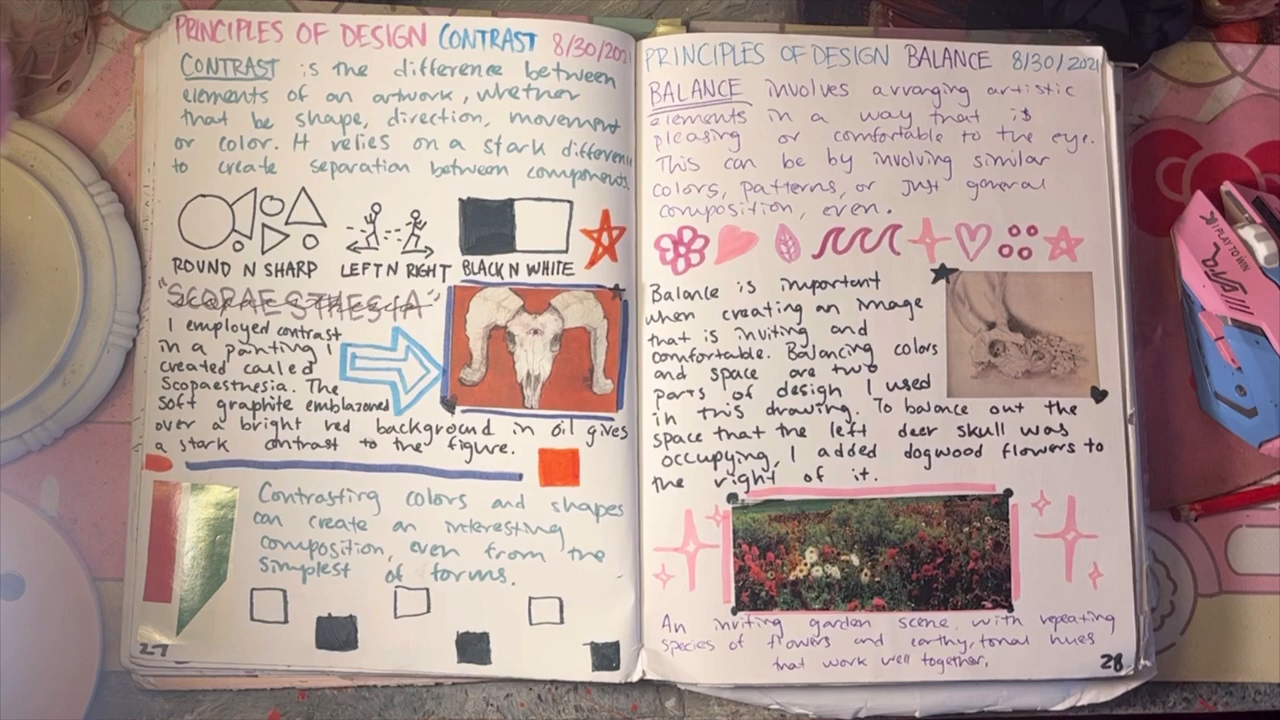 PRINCIPLES OF DESIGN CONTRAST 8/30/2021
CONTRAST is the difference between
elements of an artwork, whether
that be shape, direction, movement
or color. It relies on a stark difference
to create separation between components.
ROUND N SHARP LEFT N RIGHT BLACK N WHITE
"SCOPAESTHESIA"
I employed contrast
in a painting I
created called
Scopaesthesia. The
soft graphite emblazoned
over a bright red background in oil gives
a stark contrast to the figure.
Contrasting colors and shapes
can create an interesting
composition, even from the
simplest of forms.
27
PRINCIPLES OF DESIGN BALANCE 8/30/2021
BALANCE involves arranging artistic
elements in a way that is
pleasing or comfortable to the eye.
This can be by involving similar
colors, patterns, or just general
composition, even.
Balance is important
when creating an image
that is inviting and
comfortable. Balancing colors
and space are two
parts of design I used
in this drawing. To balance out the
space that the left deer skull was
occupying, I added dogwood flowers to
the right of it.
An inviting garden scene, with repeating
species of flowers and earthy, tonal hues
that work well together.
28
I PLAY TO WIN